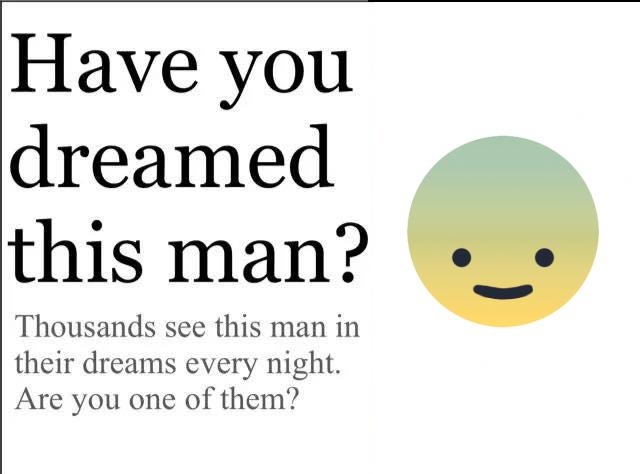 Have you
dreamed
this man?
Thousands see this man in
their dreams every night.
Are you one of them?